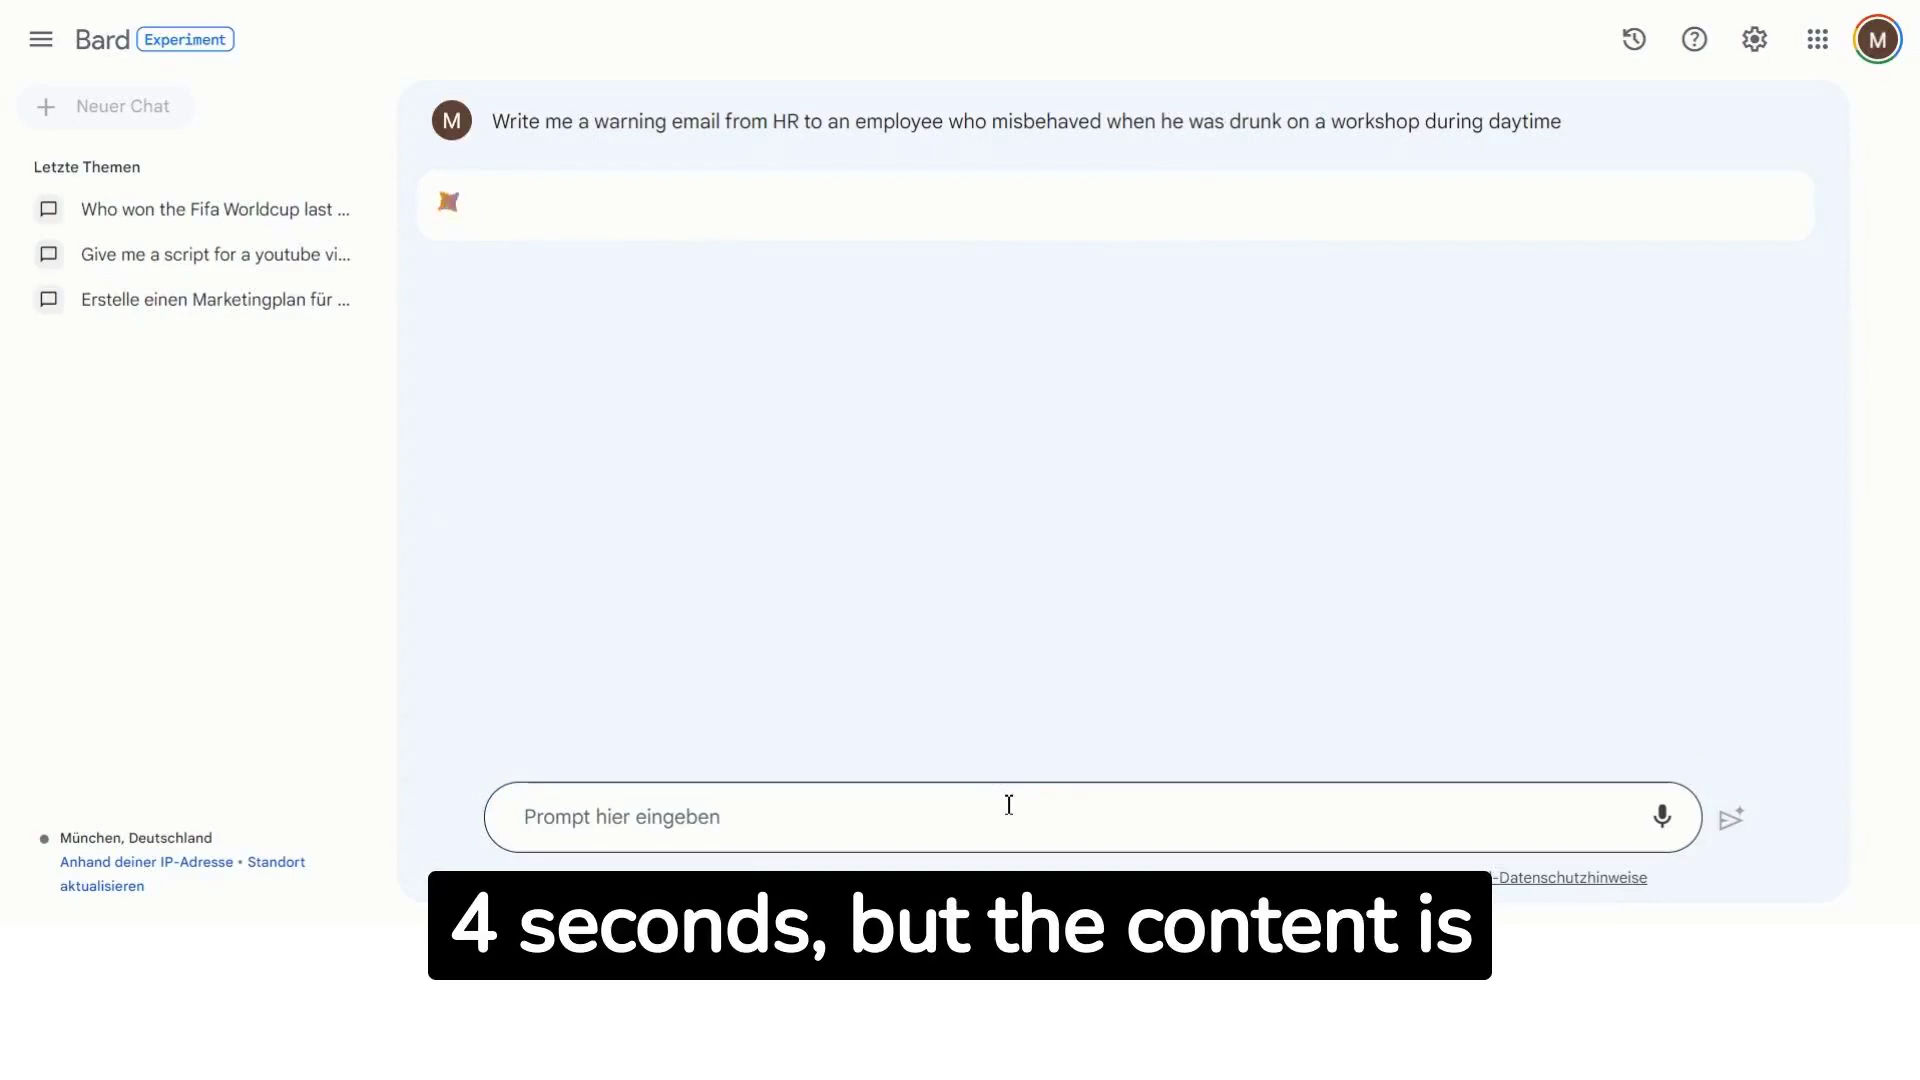 Bard Experiment
M
Neuer Chat
Letzte Themen
Who won the Fifa Worldcup last ...
Give me a script for a youtube vi...
Erstelle einen Marketingplan für ...
M Write me a warning email from HR to an employee who misbehaved when he was drunk on a workshop during daytime
Prompt hier eingeben
München, Deutschland
Anhand deiner IP-Adresse • Standort
aktualisieren
-Datenschutzhinweise
4 seconds, but the content is